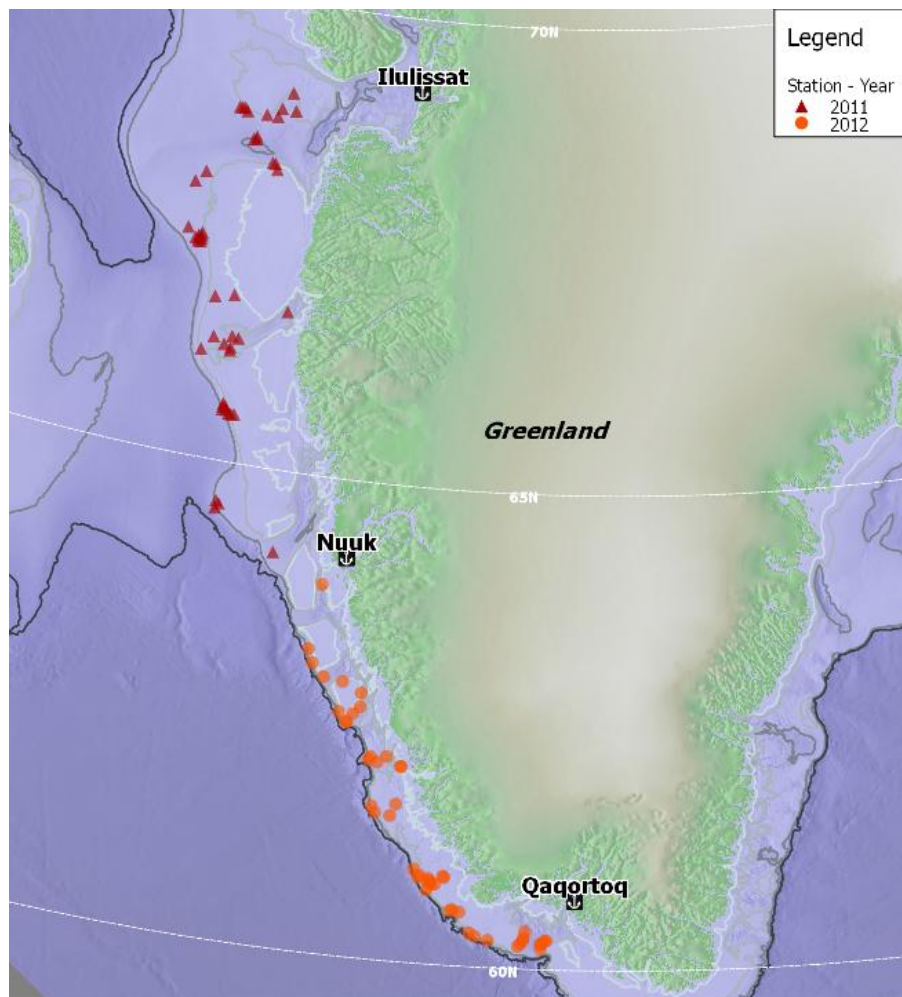 70N
Legend
Station - Year
2011
2012
Ilulissat
Greenland
65N
Nuuk
Qaqortoq
60N